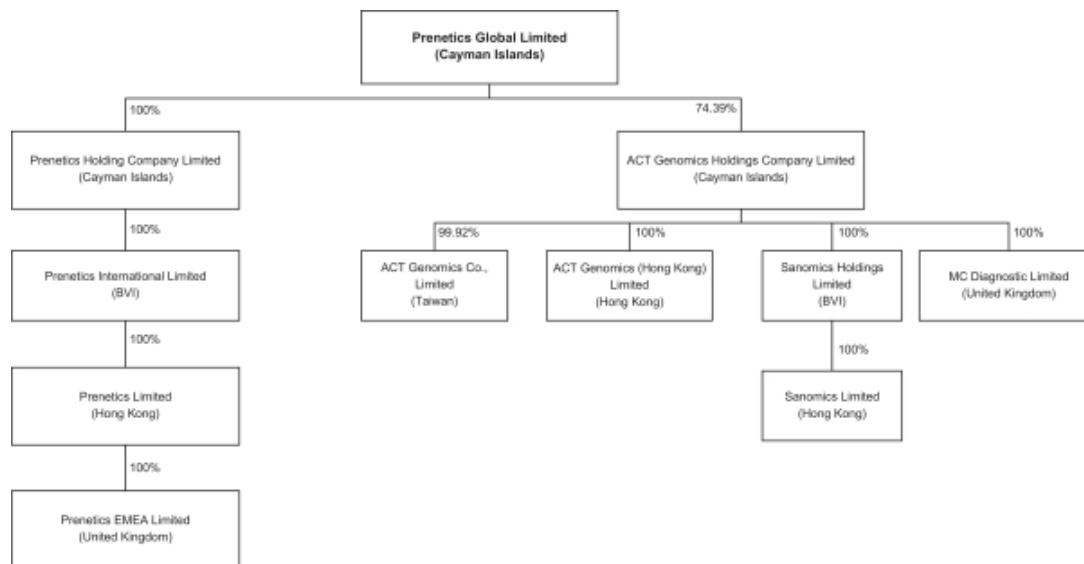 Prenetics Global Limited
(Cayman Islands)
100%
74.39%
Prenetics Holding Company Limited
(Cayman Islands)
ACT Genomics Holdings Company Limited
(Cayman Islands)
100%
99.92%
100%
100%
100%
Prenetics International Limited
(BVI)
ACT Genomics Co.,
Limited
(Taiwan)
ACT Genomics (Hong Kong)
Limited
(Hong Kong)
Sanomics Holdings
Limited
(BVI)
MC Diagnostic Limited
(United Kingdom)
100%
100%
Prenetics Limited
(Hong Kong)
Sanomics Limited
(Hong Kong)
100%
Prenetics EMEA Limited
(United Kingdom)